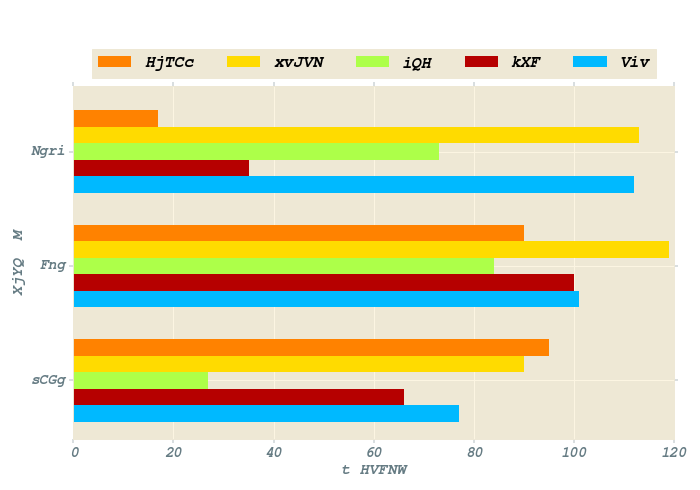 HjTCc xvJVN iQH kXF Viv
Ngri
Fng
sCGg
XjYQ M
0 20 40 60 80 100 120
t HVFNW